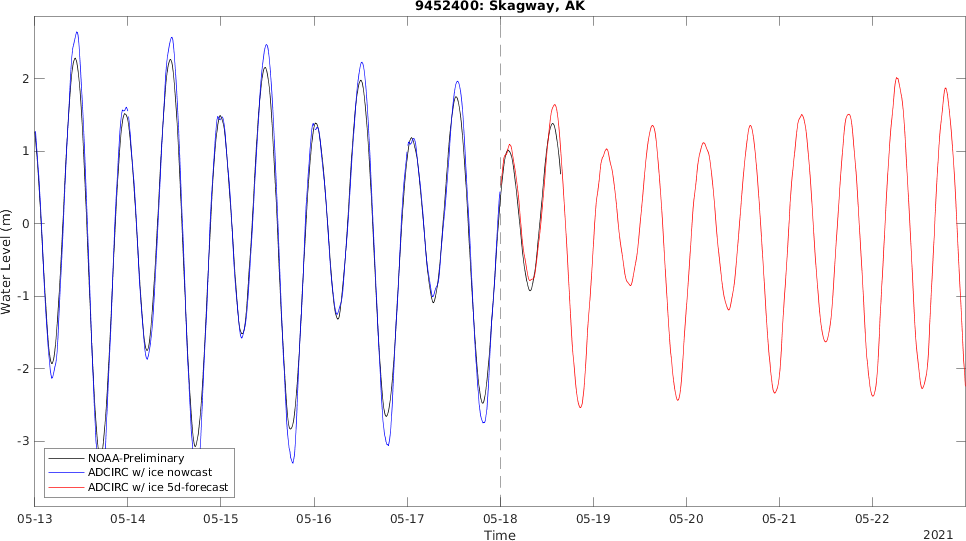 9452400: Skagway, AK
Water Level (m)
2
1
0
-1
-2
-3
NOAA-Preliminary
ADCIRC w/ ice nowcast
ADCIRC w/ ice 5d-forecast
05-13 05-14 05-15 05-16 05-17 05-18 05-19 05-20 05-21 05-22
Time
2021